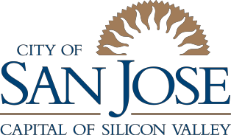 CITY OF
SAN JOSE
CAPITAL OF SILICON VALLEY